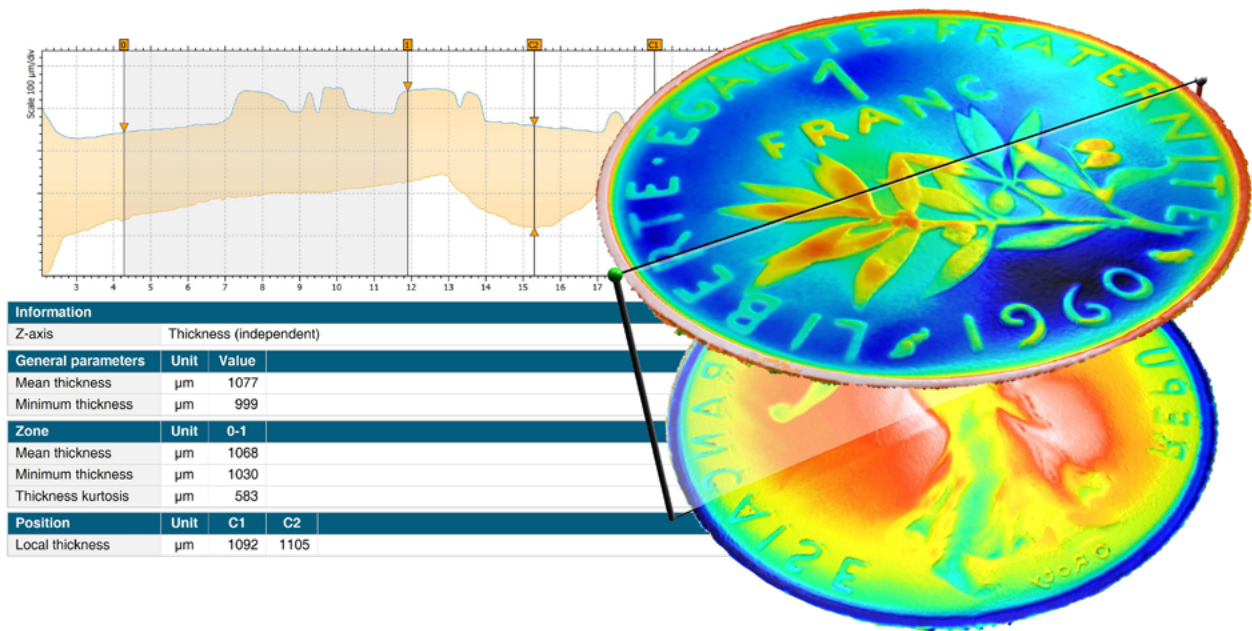 0 1 C2 C1
Scale 100 µm/div
3 4 5 6 7 8 9 10 11 12 13 14 15 16 17
LIBERTE·EGALITE·FRATERNITE
1
FRANC
1960
Information
Z-axis Thickness (independent)
General parameters Unit Value
Mean thickness µm 1077
Minimum thickness µm 999
Zone Unit 0-1
Mean thickness µm 1068
Minimum thickness µm 1030
Thickness kurtosis µm 583
Position Unit C1 C2
Local thickness µm 1092 1105
REPU
RANCAISE
O.ROTY